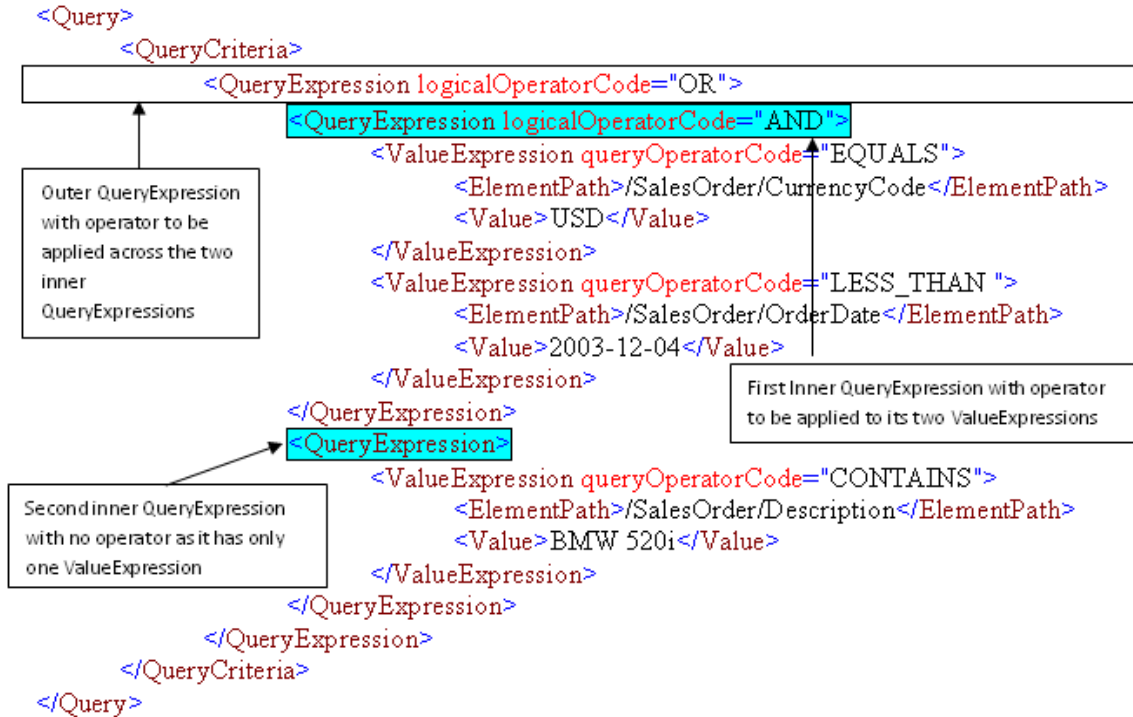 <Query>
<QueryCriteria>
<QueryExpression logicalOperatorCode="OR">
<QueryExpression logicalOperatorCode="AND">
<ValueExpression queryOperatorCode="EQUALS">
<ElementPath>/SalesOrder/CurrencyCode</ElementPath>
<Value>USD</Value>
</ValueExpression>
<ValueExpression queryOperatorCode="LESS_THAN ">
<ElementPath>/SalesOrder/OrderDate</ElementPath>
<Value>2003-12-04</Value>
</ValueExpression>
</QueryExpression>
<QueryExpression>
<ValueExpression queryOperatorCode="CONTAINS">
<ElementPath>/SalesOrder/Description</ElementPath>
<Value>BMW 520i</Value>
</ValueExpression>
</QueryExpression>
</QueryExpression>
</QueryCriteria>
</Query>
Outer QueryExpression
with operator to be
applied across the two
inner
QueryExpressions
First Inner QueryExpression with operator
to be applied to its two ValueExpressions
Second inner QueryExpression
with no operator as it has only
one ValueExpression